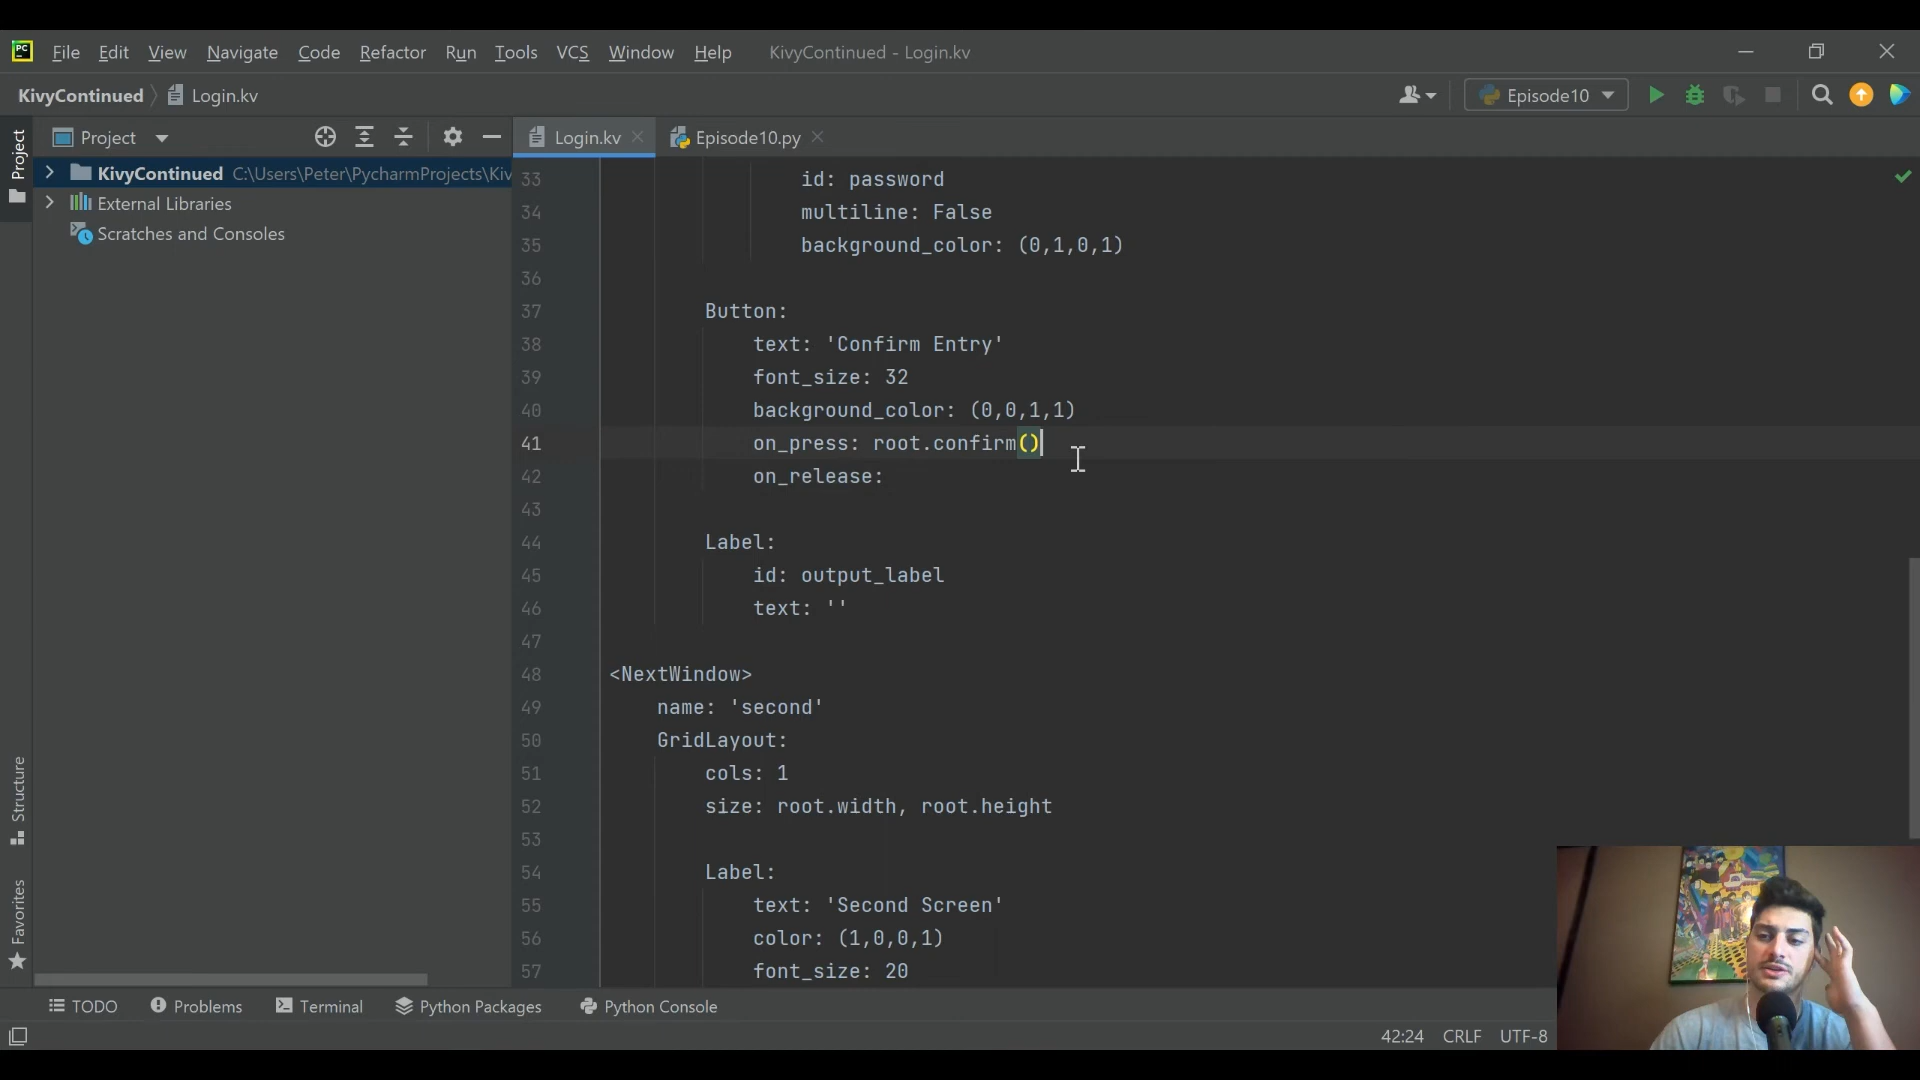 PC File Edit View Navigate Code Refactor Run Tools VCS Window Help KivyContinued - Login.kv
KivyContinued Login.kv Episode10
Project Login.kv Episode10.py
Project
KivyContinued C:\Users\Peter\PycharmProjects\Kiv
External Libraries
Scratches and Consoles
33 id: password
34 multiline: False
35 background_color: (0,1,0,1)
36
37 Button:
38 text: 'Confirm Entry'
39 font_size: 32
40 background_color: (0,0,1,1)
41 on_press: root.confirm()
42 on_release:
43
44 Label:
45 id: output_label
46 text: ''
47
48 <NextWindow>
49 name: 'second'
50 GridLayout:
51 cols: 1
52 size: root.width, root.height
53
54 Label:
55 text: 'Second Screen'
56 color: (1,0,0,1)
57 font_size: 20
Structure
Favorites
TODO Problems Terminal Python Packages Python Console
42:24 CRLF UTF-8